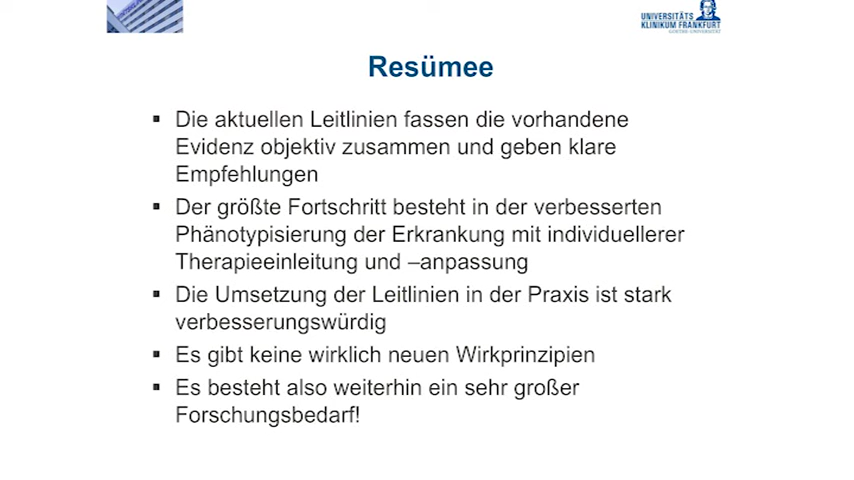 UNIVERSITÄTS
KLINIKUM FRANKFURT
GOETHE-UNIVERSITÄT
Resümee
▪ Die aktuellen Leitlinien fassen die vorhandene
Evidenz objektiv zusammen und geben klare
Empfehlungen
▪ Der größte Fortschritt besteht in der verbesserten
Phänotypisierung der Erkrankung mit individuellerer
Therapieeinleitung und –anpassung
▪ Die Umsetzung der Leitlinien in der Praxis ist stark
verbesserungswürdig
▪ Es gibt keine wirklich neuen Wirkprinzipien
▪ Es besteht also weiterhin ein sehr großer
Forschungsbedarf!